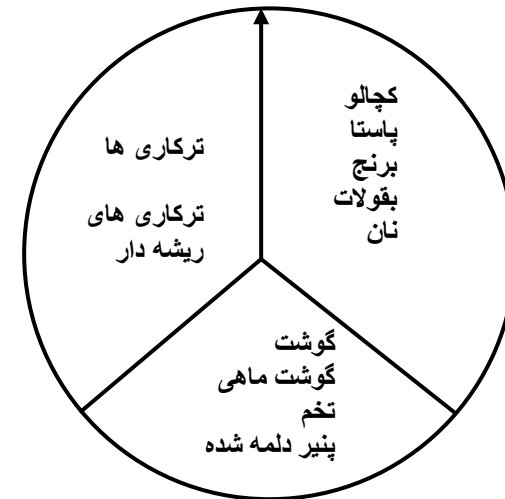 کچالو
پاستا
برنج
بقولات
نان
ترکاری ها
ترکاری های
ریشه دار
گوشت
گوشت ماهی
تخم
پنیر دلمه شده